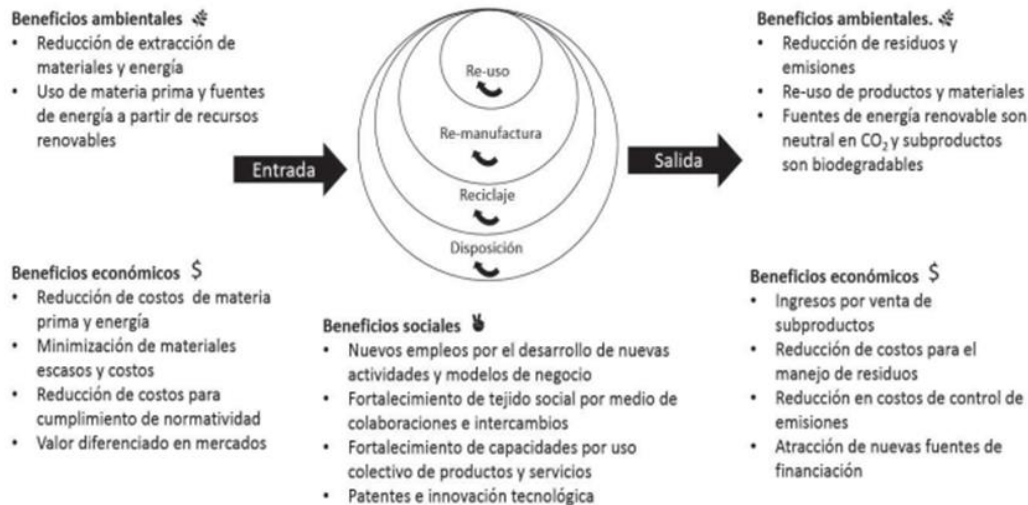 Beneficios ambientales
• Reducción de extracción de
materiales y energía
• Uso de materia prima y fuentes
de energía a partir de recursos
renovables
Entrada
Beneficios económicos $
• Reducción de costos de materia
prima y energía
• Minimización de materiales
escasos y costos
• Reducción de costos para
cumplimiento de normatividad
• Valor diferenciado en mercados
Re-uso
Re-manufactura
Reciclaje
Disposición
Beneficios sociales
• Nuevos empleos por el desarrollo de nuevas
actividades y modelos de negocio
• Fortalecimiento de tejido social por medio de
colaboraciones e intercambios
• Fortalecimiento de capacidades por uso
colectivo de productos y servicios
• Patentes e innovación tecnológica
Salida
Beneficios ambientales.
• Reducción de residuos y
emisiones
• Re-uso de productos y materiales
• Fuentes de energía renovable son
neutral en CO₂ y subproductos
son biodegradables
Beneficios económicos $
• Ingresos por venta de
subproductos
• Reducción de costos para el
manejo de residuos
• Reducción en costos de control de
emisiones
• Atracción de nuevas fuentes de
financiación